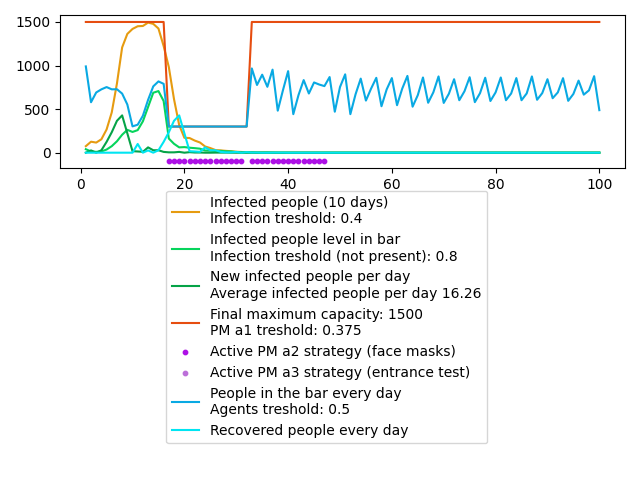 1500
1000
500
0
0
20
40
60
80
100
Infected people (10 days)
Infection treshold: 0.4
Infected people level in bar
Infection treshold (not present): 0.8
New infected people per day
Average infected people per day 16.26
Final maximum capacity: 1500
PM a1 treshold: 0.375
Active PM a2 strategy (face masks)
Active PM a3 strategy (entrance test)
People in the bar every day
Agents treshold: 0.5
Recovered people every day